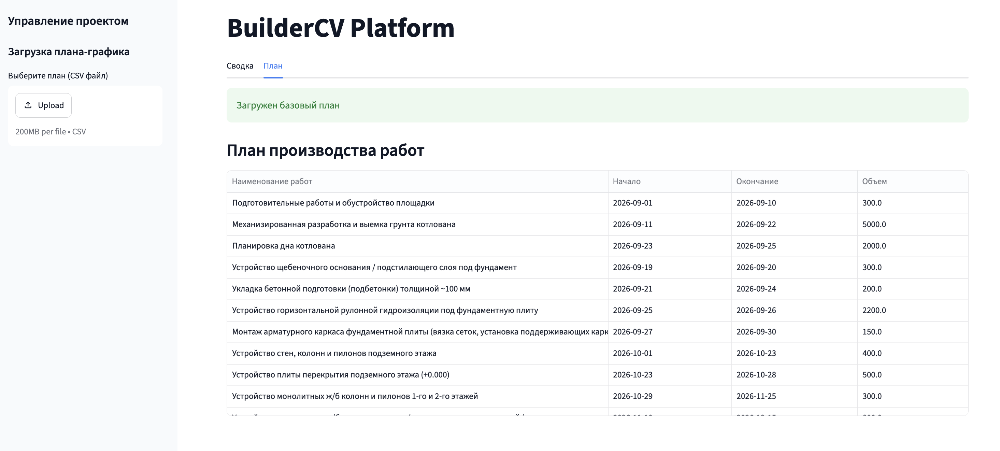 Управление проектом
Загрузка плана-графика
Выберите план (CSV файл)
Upload
200MB per file • CSV
BuilderCV Platform
Сводка План
Загружен базовый план
План производства работ
Наименование работ Начало Окончание Объем
Подготовительные работы и обустройство площадки 2026-09-01 2026-09-10 300.0
Механизированная разработка и выемка грунта котлована 2026-09-11 2026-09-22 5000.0
Планировка дна котлована 2026-09-23 2026-09-25 2000.0
Устройство щебеночного основания / подстилающего слоя под фундамент 2026-09-19 2026-09-20 300.0
Укладка бетонной подготовки (подбетонки) толщиной ~100 мм 2026-09-21 2026-09-24 200.0
Устройство горизонтальной рулонной гидроизоляции под фундаментную плиту 2026-09-25 2026-09-26 2200.0
Монтаж арматурного каркаса фундаментной плиты (вязка сеток, установка поддерживающих карк 2026-09-27 2026-09-30 150.0
Устройство стен, колонн и пилонов подземного этажа 2026-10-01 2026-10-23 400.0
Устройство плиты перекрытия подземного этажа (+0.000) 2026-10-23 2026-10-28 500.0
Устройство монолитных ж/б колонн и пилонов 1-го и 2-го этажей 2026-10-29 2026-11-25 300.0